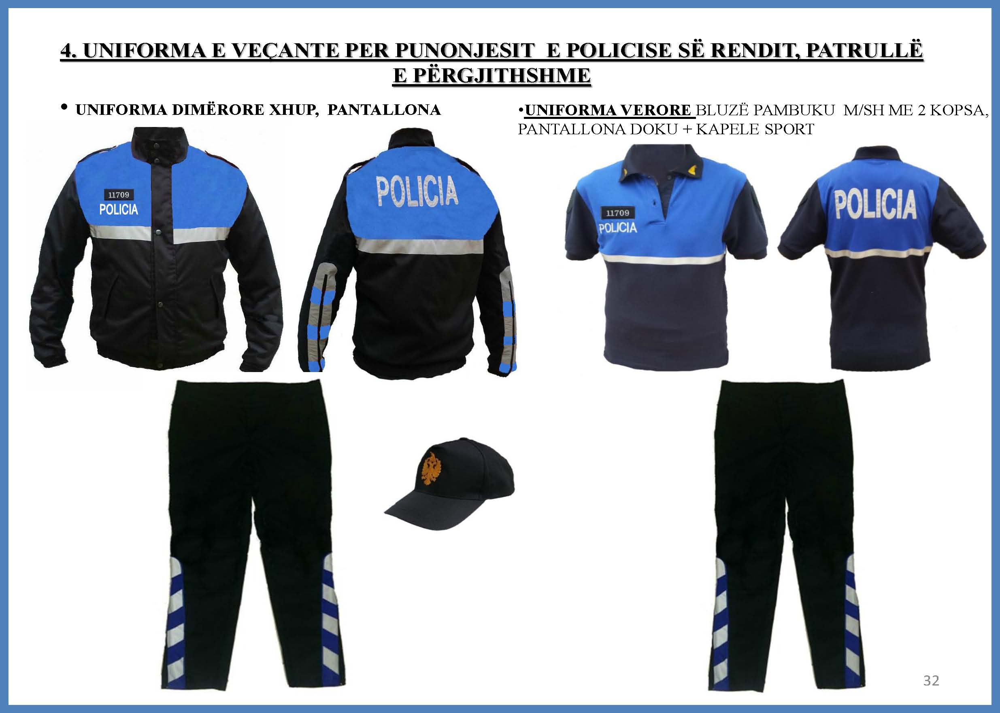 4. UNIFORMA E VEÇANTE PER PUNONJESIT E POLICISE SË RENDIT, PATRULLË
E PËRGJITHSHME
• UNIFORMA DIMËRORE XHUP, PANTALLONA
•UNIFORMA VERORE BLUZË PAMBUKU M/SH ME 2 KOPSA,
PANTALLONA DOKU + KAPELE SPORT
11709
POLICIA
POLICIA
11709
POLICIA
POLICIA
32